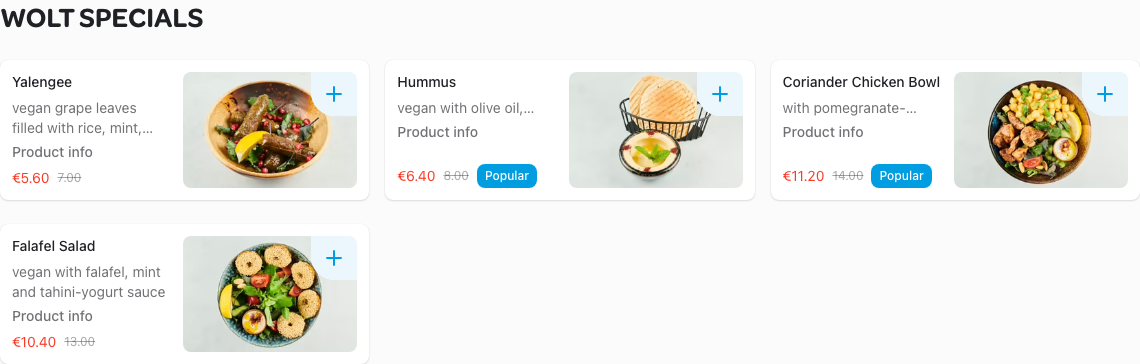 WOLT SPECIALS
Yalengee
vegan grape leaves
filled with rice, mint,...
Product info
€5.60 7.00
Hummus
vegan with olive oil,...
Product info
€6.40 8.00 Popular
Coriander Chicken Bowl
with pomegranate-...
Product info
€11.20 14.00 Popular
Falafel Salad
vegan with falafel, mint
and tahini-yogurt sauce
Product info
€10.40 13.00